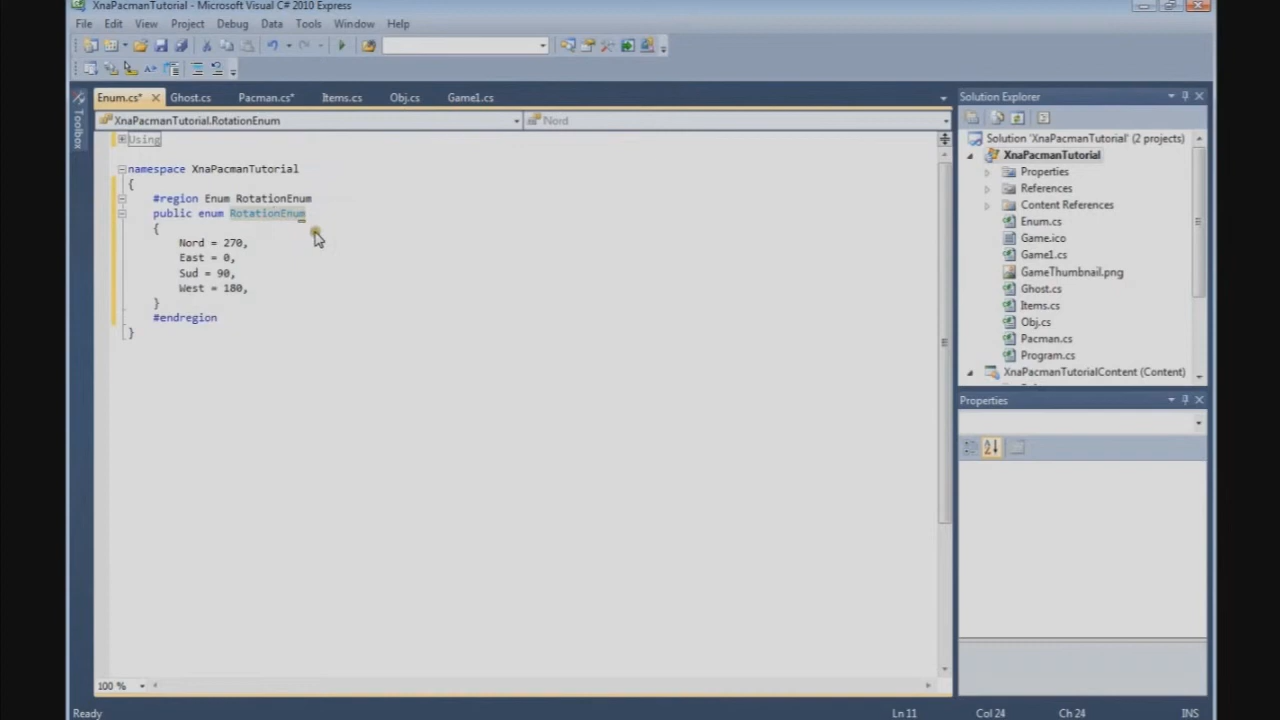 XnaPacmanTutorial - Microsoft Visual C# 2010 Express
File Edit View Project Debug Data Tools Window Help
Enum.cs* Ghost.cs Pacman.cs* Items.cs Obj.cs Game1.cs
XnaPacmanTutorial.RotationEnum Nord
Toolbox
Using
namespace XnaPacmanTutorial
{
#region Enum RotationEnum
public enum RotationEnum
{
Nord = 270,
East = 0,
Sud = 90,
West = 180,
}
#endregion
}
100 %
Solution Explorer
Solution 'XnaPacmanTutorial' (2 projects)
XnaPacmanTutorial
Properties
References
Content References
Enum.cs
Game.ico
Game1.cs
GameThumbnail.png
Ghost.cs
Items.cs
Obj.cs
Pacman.cs
Program.cs
XnaPacmanTutorialContent (Content)
Properties
Ready Ln 11 Col 24 Ch 24 INS